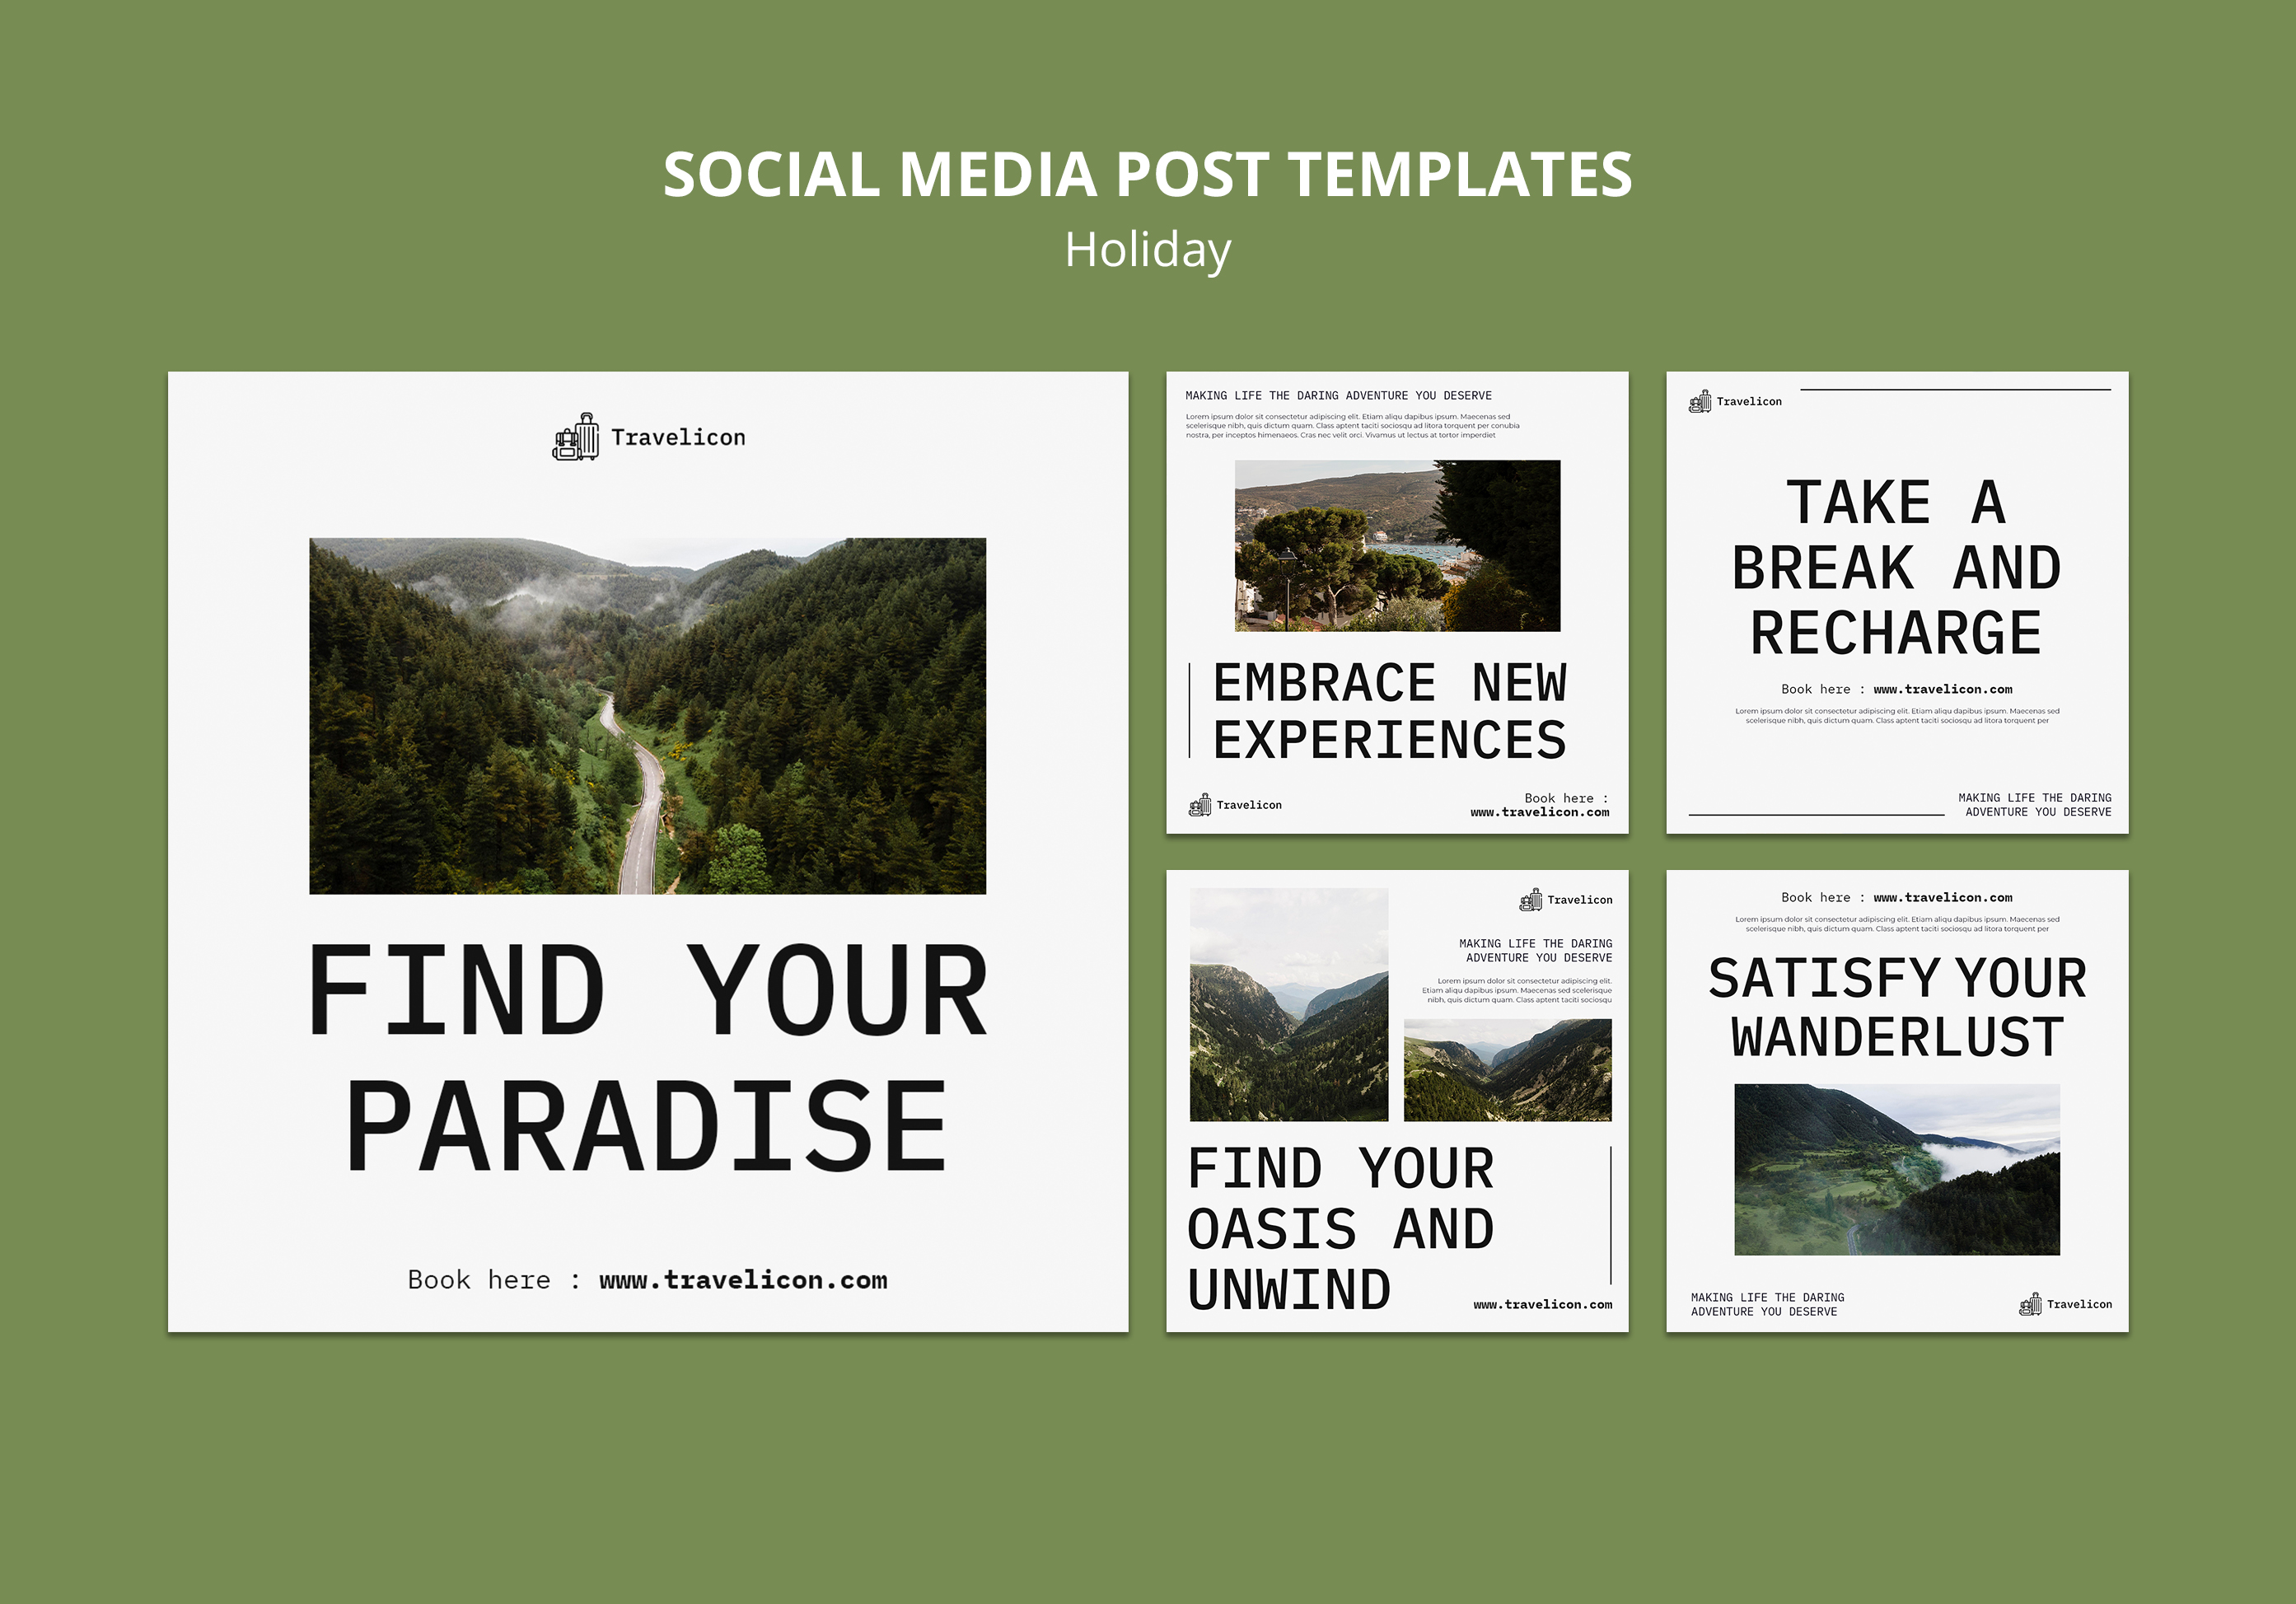 SOCIAL MEDIA POST TEMPLATES
Holiday
Travelicon
FIND YOUR
PARADISE
Book here : www.travelicon.com
MAKING LIFE THE DARING ADVENTURE YOU DESERVE
Lorem ipsum dolor sit consectetur adipiscing elit. Etiam aliqu dapibus ipsum. Maecenas sed
scelerisque nibh, quis dictum quam. Class aptent taciti sociosqu ad litora torquent per conubia
nostra, per inceptos himenaeos. Cras nec velit orci. Vivamus ut lectus at tortor imperdiet
EMBRACE NEW
EXPERIENCES
Travelicon
Book here :
www.travelicon.com
Travelicon
TAKE A
BREAK AND
RECHARGE
Book here : www.travelicon.com
Lorem ipsum dolor sit consectetur adipiscing elit. Etiam aliqu dapibus ipsum. Maecenas sed
scelerisque nibh, quis dictum quam. Class aptent taciti sociosqu ad litora torquent per
MAKING LIFE THE DARING
ADVENTURE YOU DESERVE
Travelicon
MAKING LIFE THE DARING
ADVENTURE YOU DESERVE
Lorem ipsum dolor sit consectetur adipiscing elit.
Etiam aliqu dapibus ipsum. Maecenas sed scelerisque
nibh, quis dictum quam. Class aptent taciti sociosqu
FIND YOUR
OASIS AND
UNWIND
www.travelicon.com
Book here : www.travelicon.com
Lorem ipsum dolor sit consectetur adipiscing elit. Etiam aliqu dapibus ipsum. Maecenas sed
scelerisque nibh, quis dictum quam. Class aptent taciti sociosqu ad litora torquent per
SATISFY YOUR
WANDERLUST
MAKING LIFE THE DARING
ADVENTURE YOU DESERVE
Travelicon